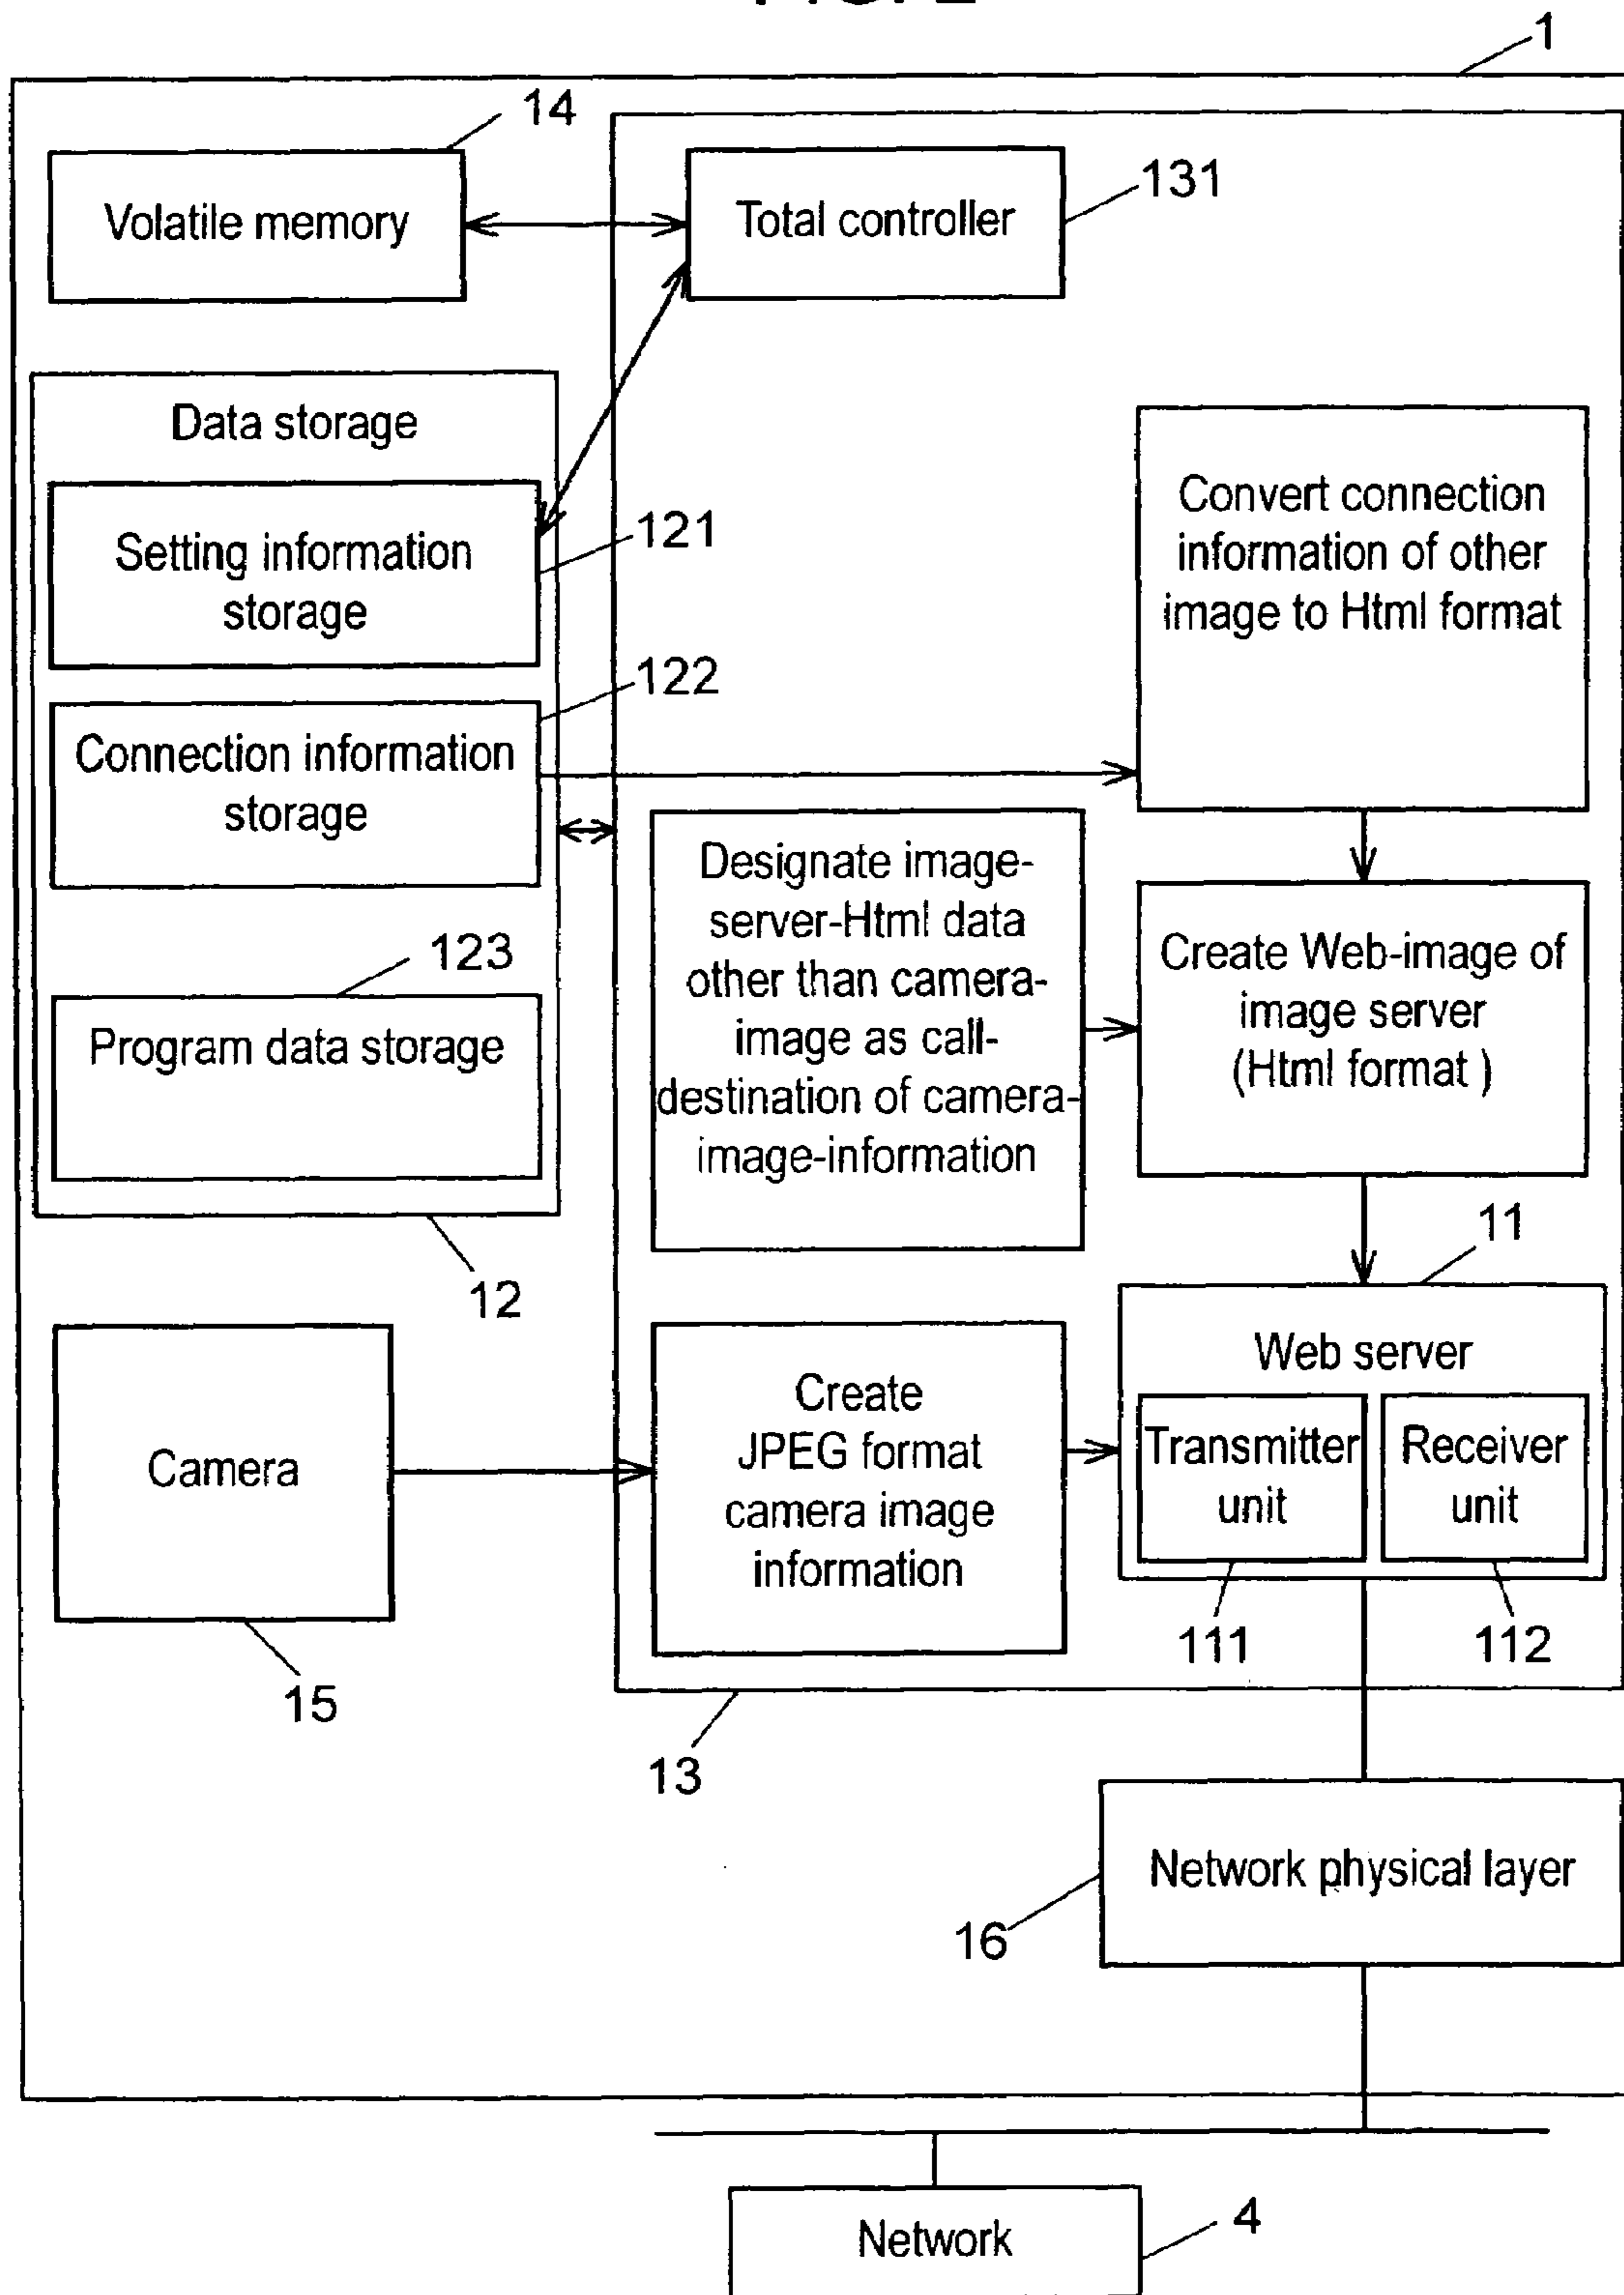 1
14
Volatile memory
Total controller
131
Data storage
Setting information
storage
121
Convert connection
information of other
image to Html format
122
Connection information
storage
Designate image-
server-Html data
other than camera-
image as call-
destination of camera-
image-information
Create Web-image of
image server
(Html format )
123
Program data storage
12
11
Camera
15
Create
JPEG format
camera image
information
Web server
Transmitter
unit
Receiver
unit
111
112
13
Network physical layer
16
Network
4